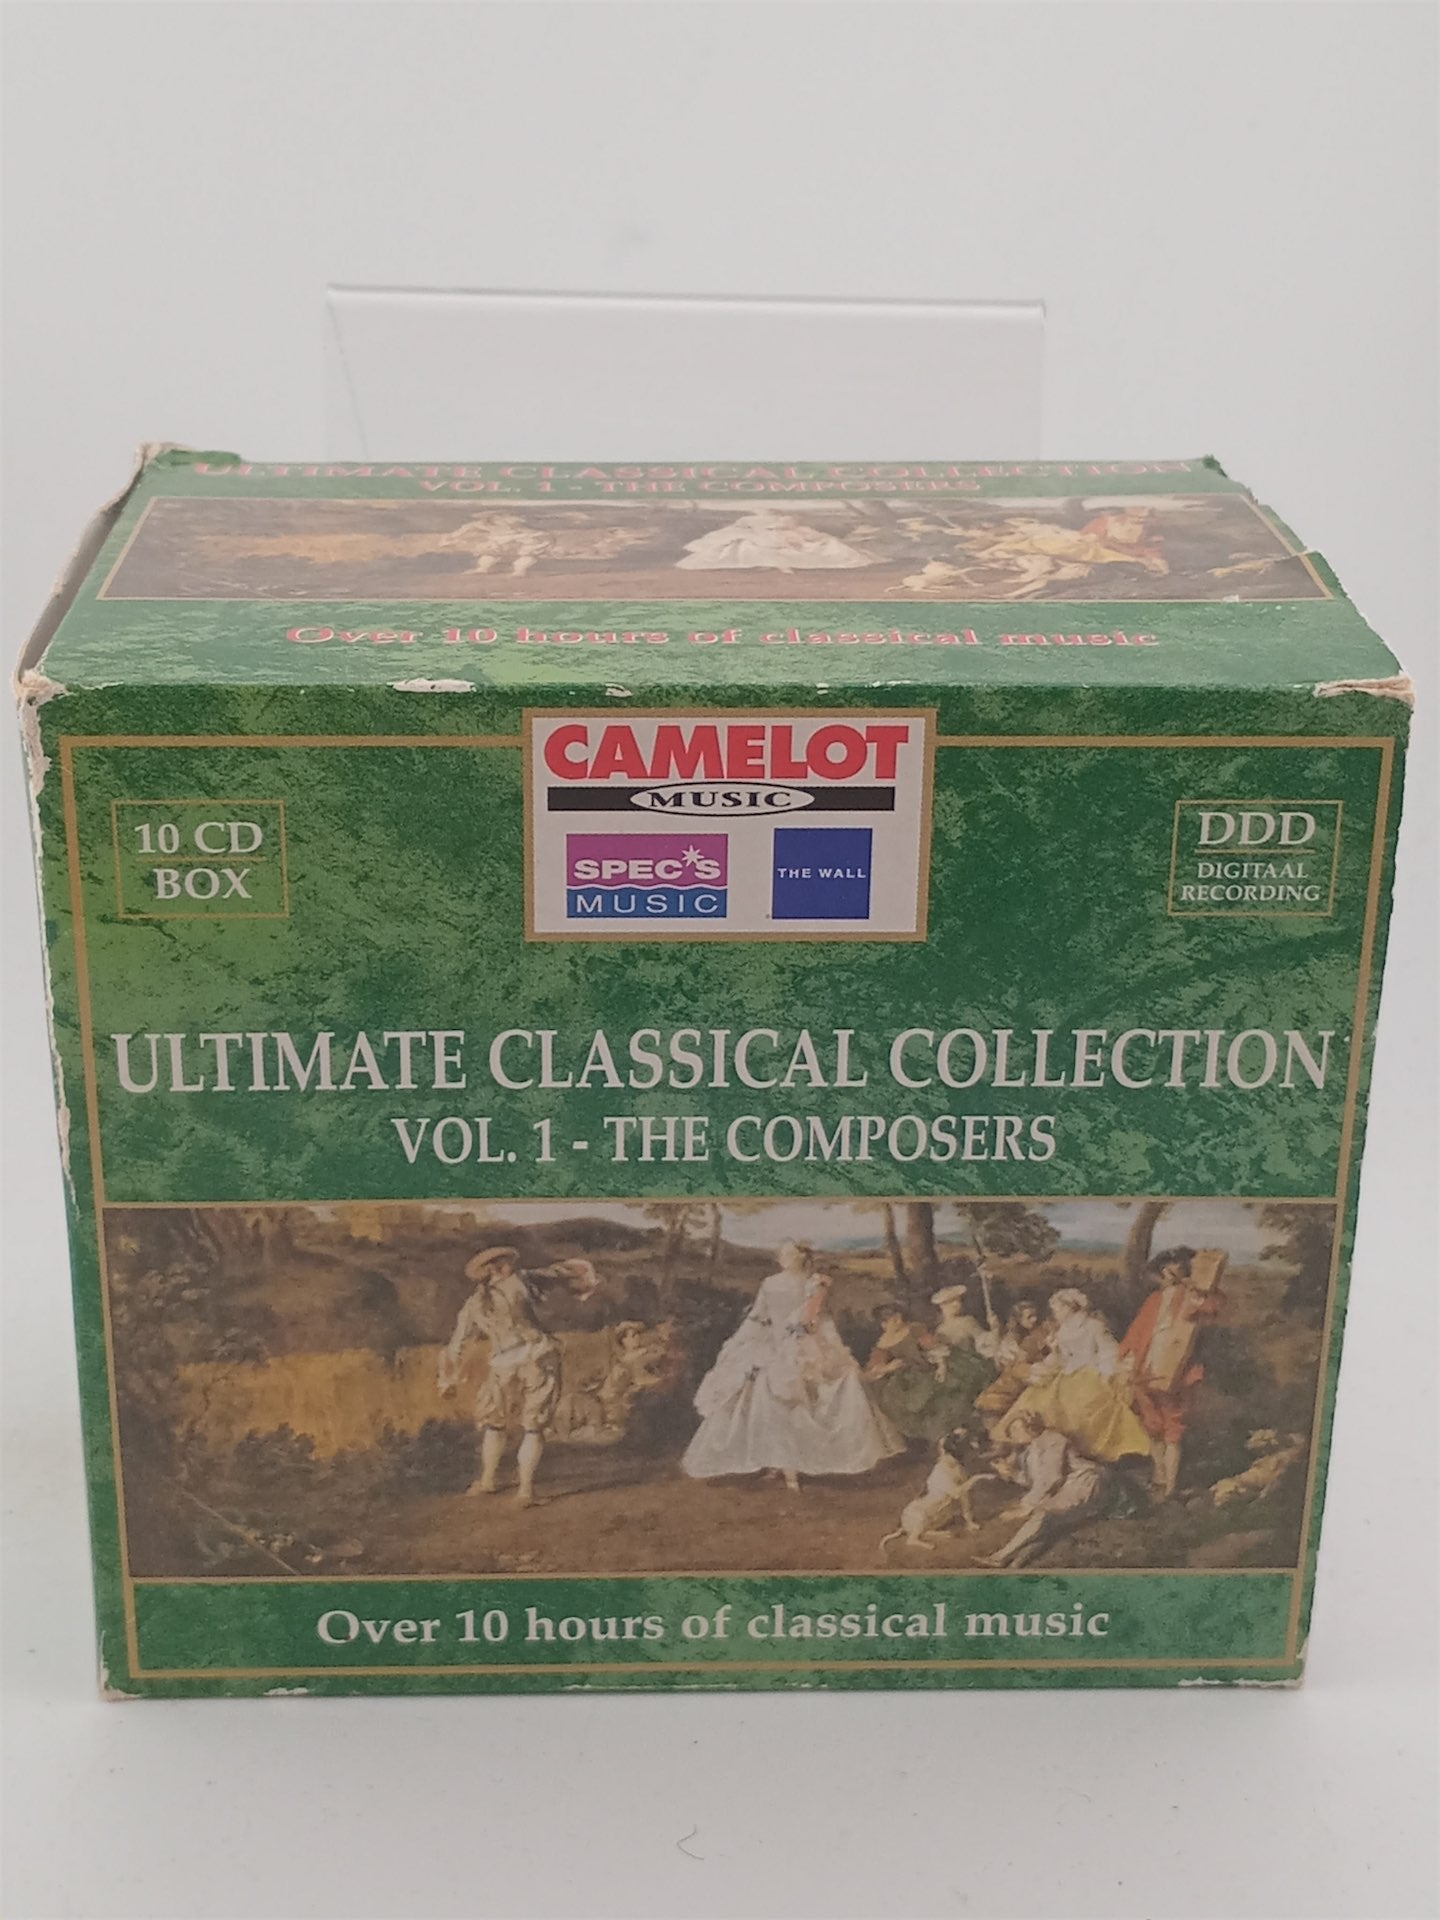 ULTIMATE CLASSICAL COLLECTION
VOL. 1 - THE COMPOSERS
Over 10 hours of classical music
CAMELOT
MUSIC
SPEC'S
MUSIC
THE WALL
10 CD
BOX
DDD
DIGITAAL
RECORDING
ULTIMATE CLASSICAL COLLECTION
VOL. 1 - THE COMPOSERS
Over 10 hours of classical music